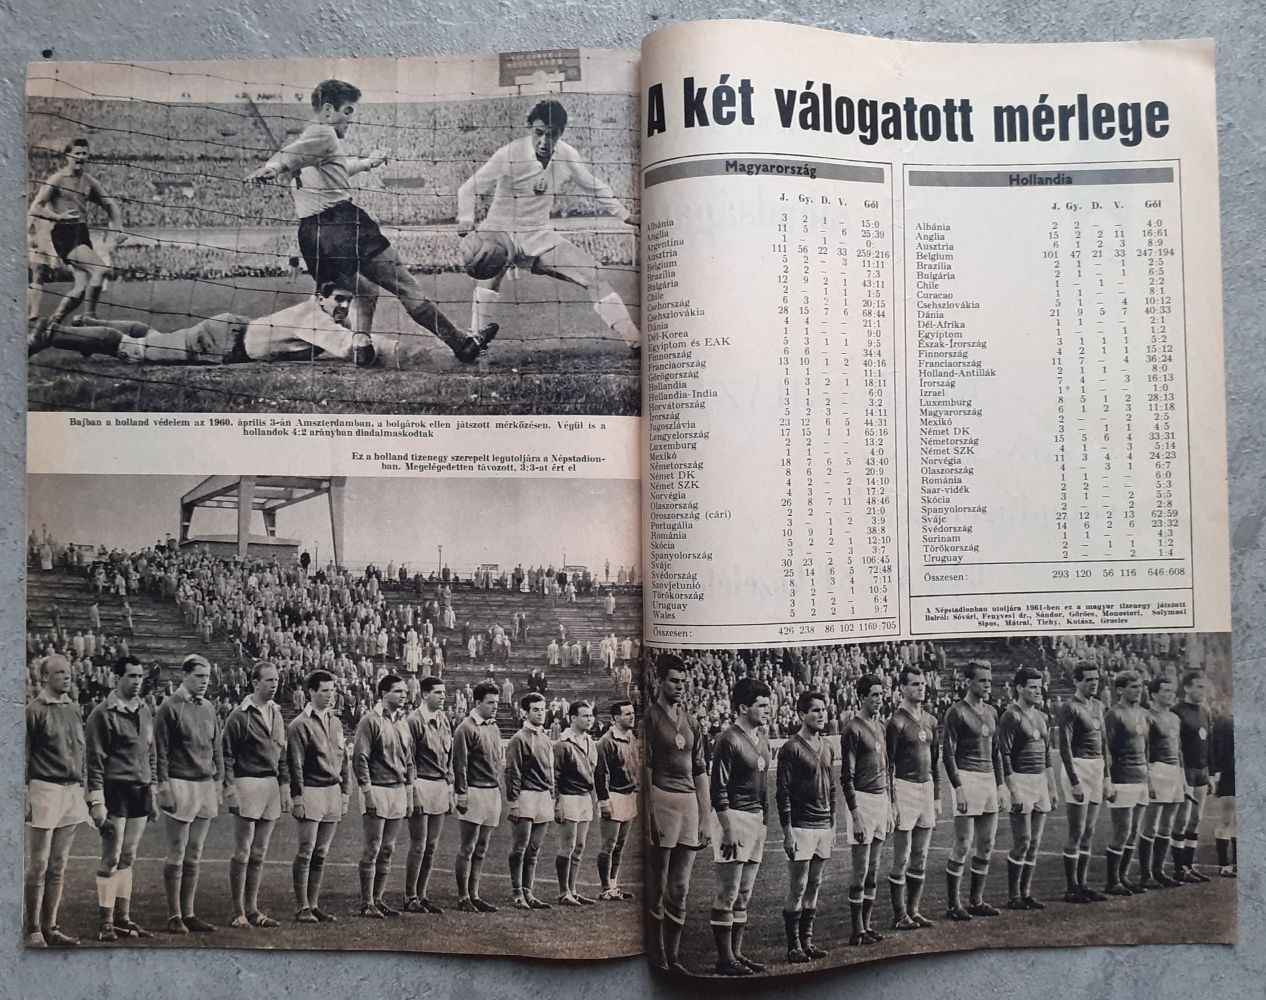 Bajban a holland védelem az 1960. április 3-án Amszterdamban, a bolgárok ellen játszott mérkőzésen. Végül is a
hollandok 4:2 arányban diadalmaskodtak
Ez a holland tizenegy szerepelt legutoljára a Népstadion-
ban. Megelégedetten távozott, 3:3-at ért el
A két válogatott mérlege
Magyarország
J. Gy. D. V. Gól
Albánia 3 2 1 – 15:0
Anglia 11 5 – 6 25:39
Argentina 1 – 1 – 0:
Ausztria 111 56 22 33 259:216
Belgium 5 2 – 3 11:11
Brazília 2 2 – – 7:3
Bulgária 12 9 2 1 43:11
Chile 2 – 1 1 1:5
Csehország 6 3 2 1 20:15
Csehszlovákia 28 15 7 6 68:44
Dánia 4 4 – – 21:1
Dél-Korea 1 1 – – 9:0
Egyiptom és EAK 5 3 1 1 9:5
Finnország 6 6 – – 34:4
Franciaország 13 10 1 2 40:16
Görögország 1 1 – – 11:1
Hollandia 6 3 2 1 18:11
Hollandia-India 1 1 – – 6:0
Horvátország 3 1 2 – 3:2
Írország 5 2 3 – 14:11
Jugoszlávia 23 12 6 5 44:31
Lengyelország 17 15 1 1 65:16
Luxemburg 2 2 – – 13:2
Mexikó 1 1 – – 4:0
Németország 18 7 6 5 43:40
Német DK 8 6 2 – 20:9
Német SZK 4 2 – 2 14:10
Norvégia 4 3 – 1 17:2
Olaszország 26 8 7 11 48:46
Oroszország (cári) 2 2 – – 21:0
Portugália 3 – 1 2 3:9
Románia 10 9 1 – 38:8
Skócia 5 2 2 1 12:10
Spanyolország 3 – – 3 3:7
Svájc 30 23 2 5 106:45
Svédország 25 14 6 5 72:48
Szovjetunió 8 1 3 4 7:11
Törökország 3 2 – 1 10:5
Uruguay 3 1 2 – 6:4
Wales 5 2 2 1 9:7
Összesen: 426 238 86 102 1169:705
Hollandia
J. Gy. D. V. Gól
Albánia 2 2 – – 4:0
Anglia 15 2 2 11 16:61
Ausztria 6 1 2 3 8:9
Belgium 101 47 21 33 247:194
Brazília 2 1 – 1 2:5
Bulgária 2 1 – 1 6:5
Chile 1 – 1 – 2:2
Curacao 1 1 – – 8:1
Csehszlovákia 5 1 – 4 10:12
Dánia 21 9 5 7 40:33
Dél-Afrika 1 1 – – 2:1
Egyiptom 1 – – 1 1:2
Észak-Írország 3 1 1 1 5:2
Finnország 4 2 1 1 15:12
Franciaország 11 7 – 4 36:24
Holland-Antillák 2 1 1 – 8:0
Írország 7 4 – 3 16:13
Izrael 1 1 – – 1:0
Luxemburg 8 5 1 2 28:13
Magyarország 6 1 2 3 11:18
Mexikó 2 – – 2:5
Német DK 3 – – 1 4:5
Németország 15 5 6 4 33:31
Német SZK 4 1 – 3 5:14
Norvégia 11 3 4 4 24:23
Olaszország 4 – 3 1 6:7
Románia 1 1 – – 6:0
Saar-vidék 2 2 – – 5:3
Skócia 3 1 – 2 5:5
Spanyolország 2 – – 2 2:8
Svájc 27 12 2 13 62:59
Svédország 14 6 2 6 23:32
Surinam 1 1 – – 4:3
Törökország 2 – 1 1 1:2
Uruguay 2 – – 2 1:4
Összesen: 293 120 56 116 646:608
A Népstadionban utoljára 1961-ben ez a magyar tizenegy játszott
Balról: Sóvári, Fenyvesi dr., Sándor, Göröcs, Monostori, Solymosi
Sipos, Mátrai, Tichy, Kotász, Grosics